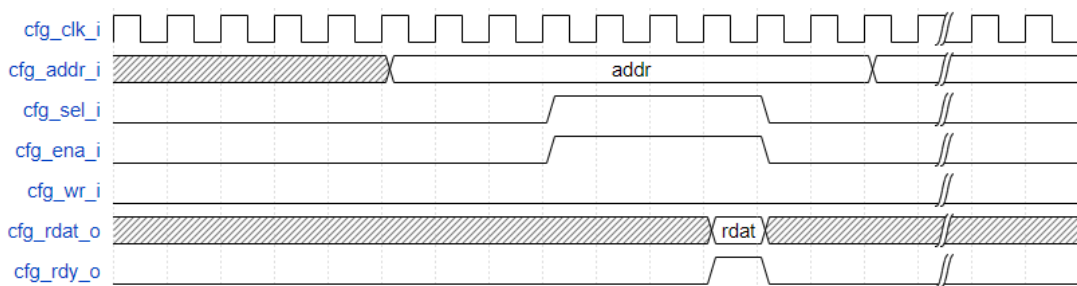 cfg_clk_i
cfg_addr_i addr
cfg_sel_i
cfg_ena_i
cfg_wr_i
cfg_rdat_o rdat
cfg_rdy_o